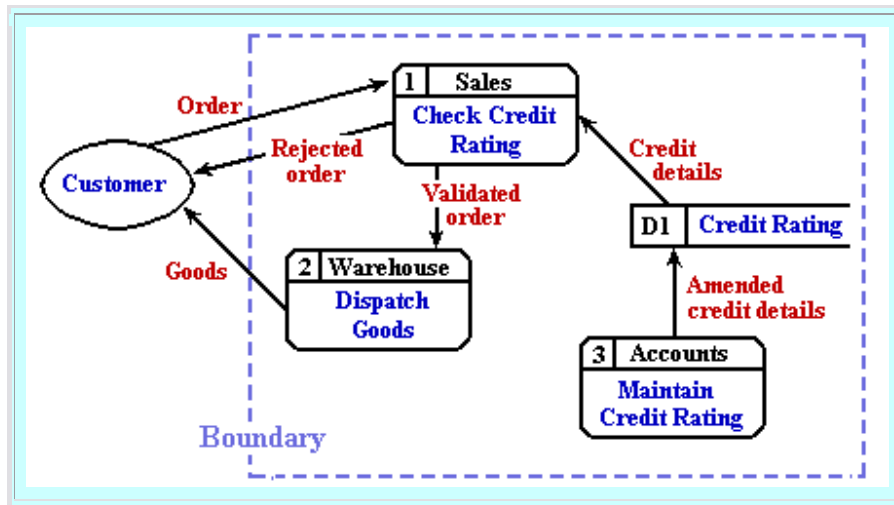 1 Sales
Check Credit
Rating
Order
Rejected
order
Customer
Validated
order
Credit
details
D1 Credit Rating
Goods
2 Warehouse
Dispatch
Goods
Amended
credit details
3 Accounts
Maintain
Credit Rating
Boundary